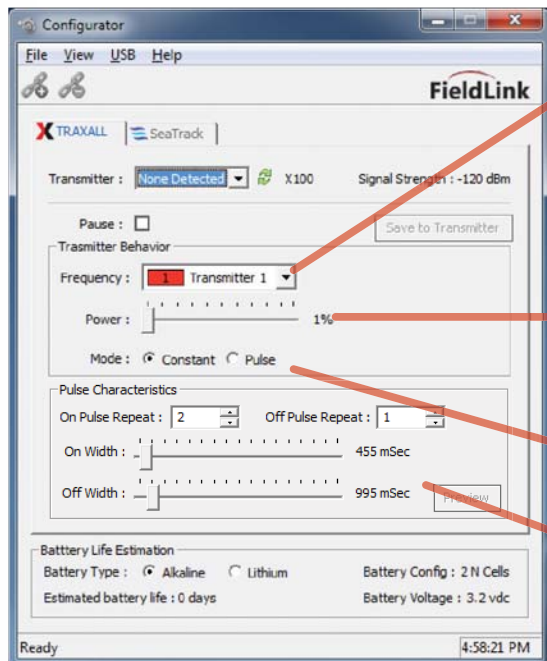 Configurator
File View USB Help
FieldLink
TRAXALL SeaTrack
Transmitter : None Detected X100 Signal Strength : -120 dBm
Pause : Save to Transmitter
Trasmitter Behavior
Frequency : 1 Transmitter 1
Power : 1%
Mode : Constant Pulse
Pulse Characteristics
On Pulse Repeat : 2 Off Pulse Repeat : 1
On Width : 455 mSec
Off Width : 995 mSec Preview
Batttery Life Estimation
Battery Type : Alkaline Lithium Battery Config : 2 N Cells
Estimated battery life : 0 days Battery Voltage : 3.2 vdc
Ready 4:58:21 PM